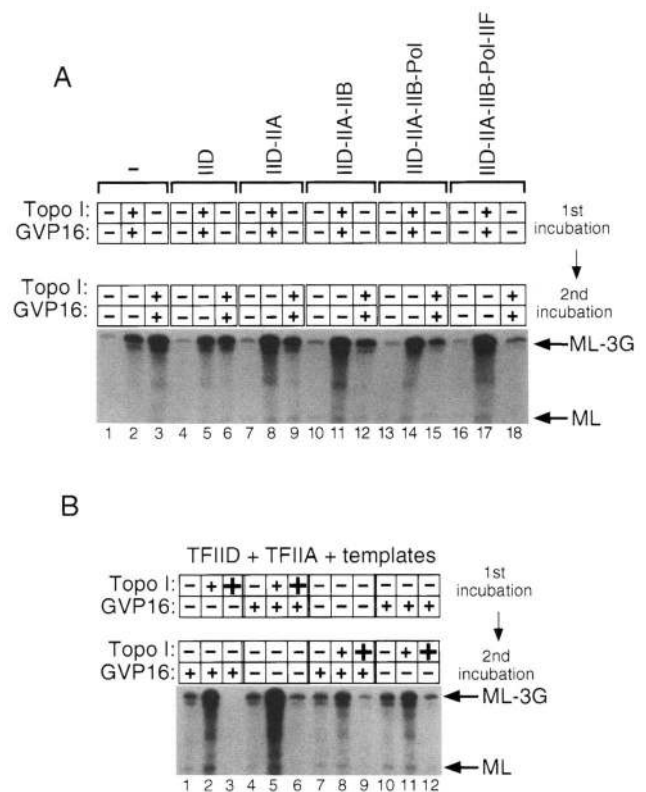 A
–
IID
IID-IIA
IID-IIA-IIB
IID-IIA-IIB-Pol
IID-IIA-IIB-Pol-IIF
Topo I: – + – – + – – + – – + – – + – – + –
GVP16: – + – – + – – + – – + – – + – – + –
1st incubation
Topo I: – – + – – + – – + – – + – – + – – +
GVP16: – – + – – + – – + – – + – – + – – +
2nd incubation
ML-3G
ML
1 2 3 4 5 6 7 8 9 10 11 12 13 14 15 16 17 18
B
TFIID + TFIIA + templates
Topo I: – + + – + + – – – – – –
GVP16: – – – + + + – – – + + +
1st incubation
Topo I: – – – – – – – + + – + +
GVP16: + + + – – – + + + – – –
2nd incubation
ML-3G
ML
1 2 3 4 5 6 7 8 9 10 11 12